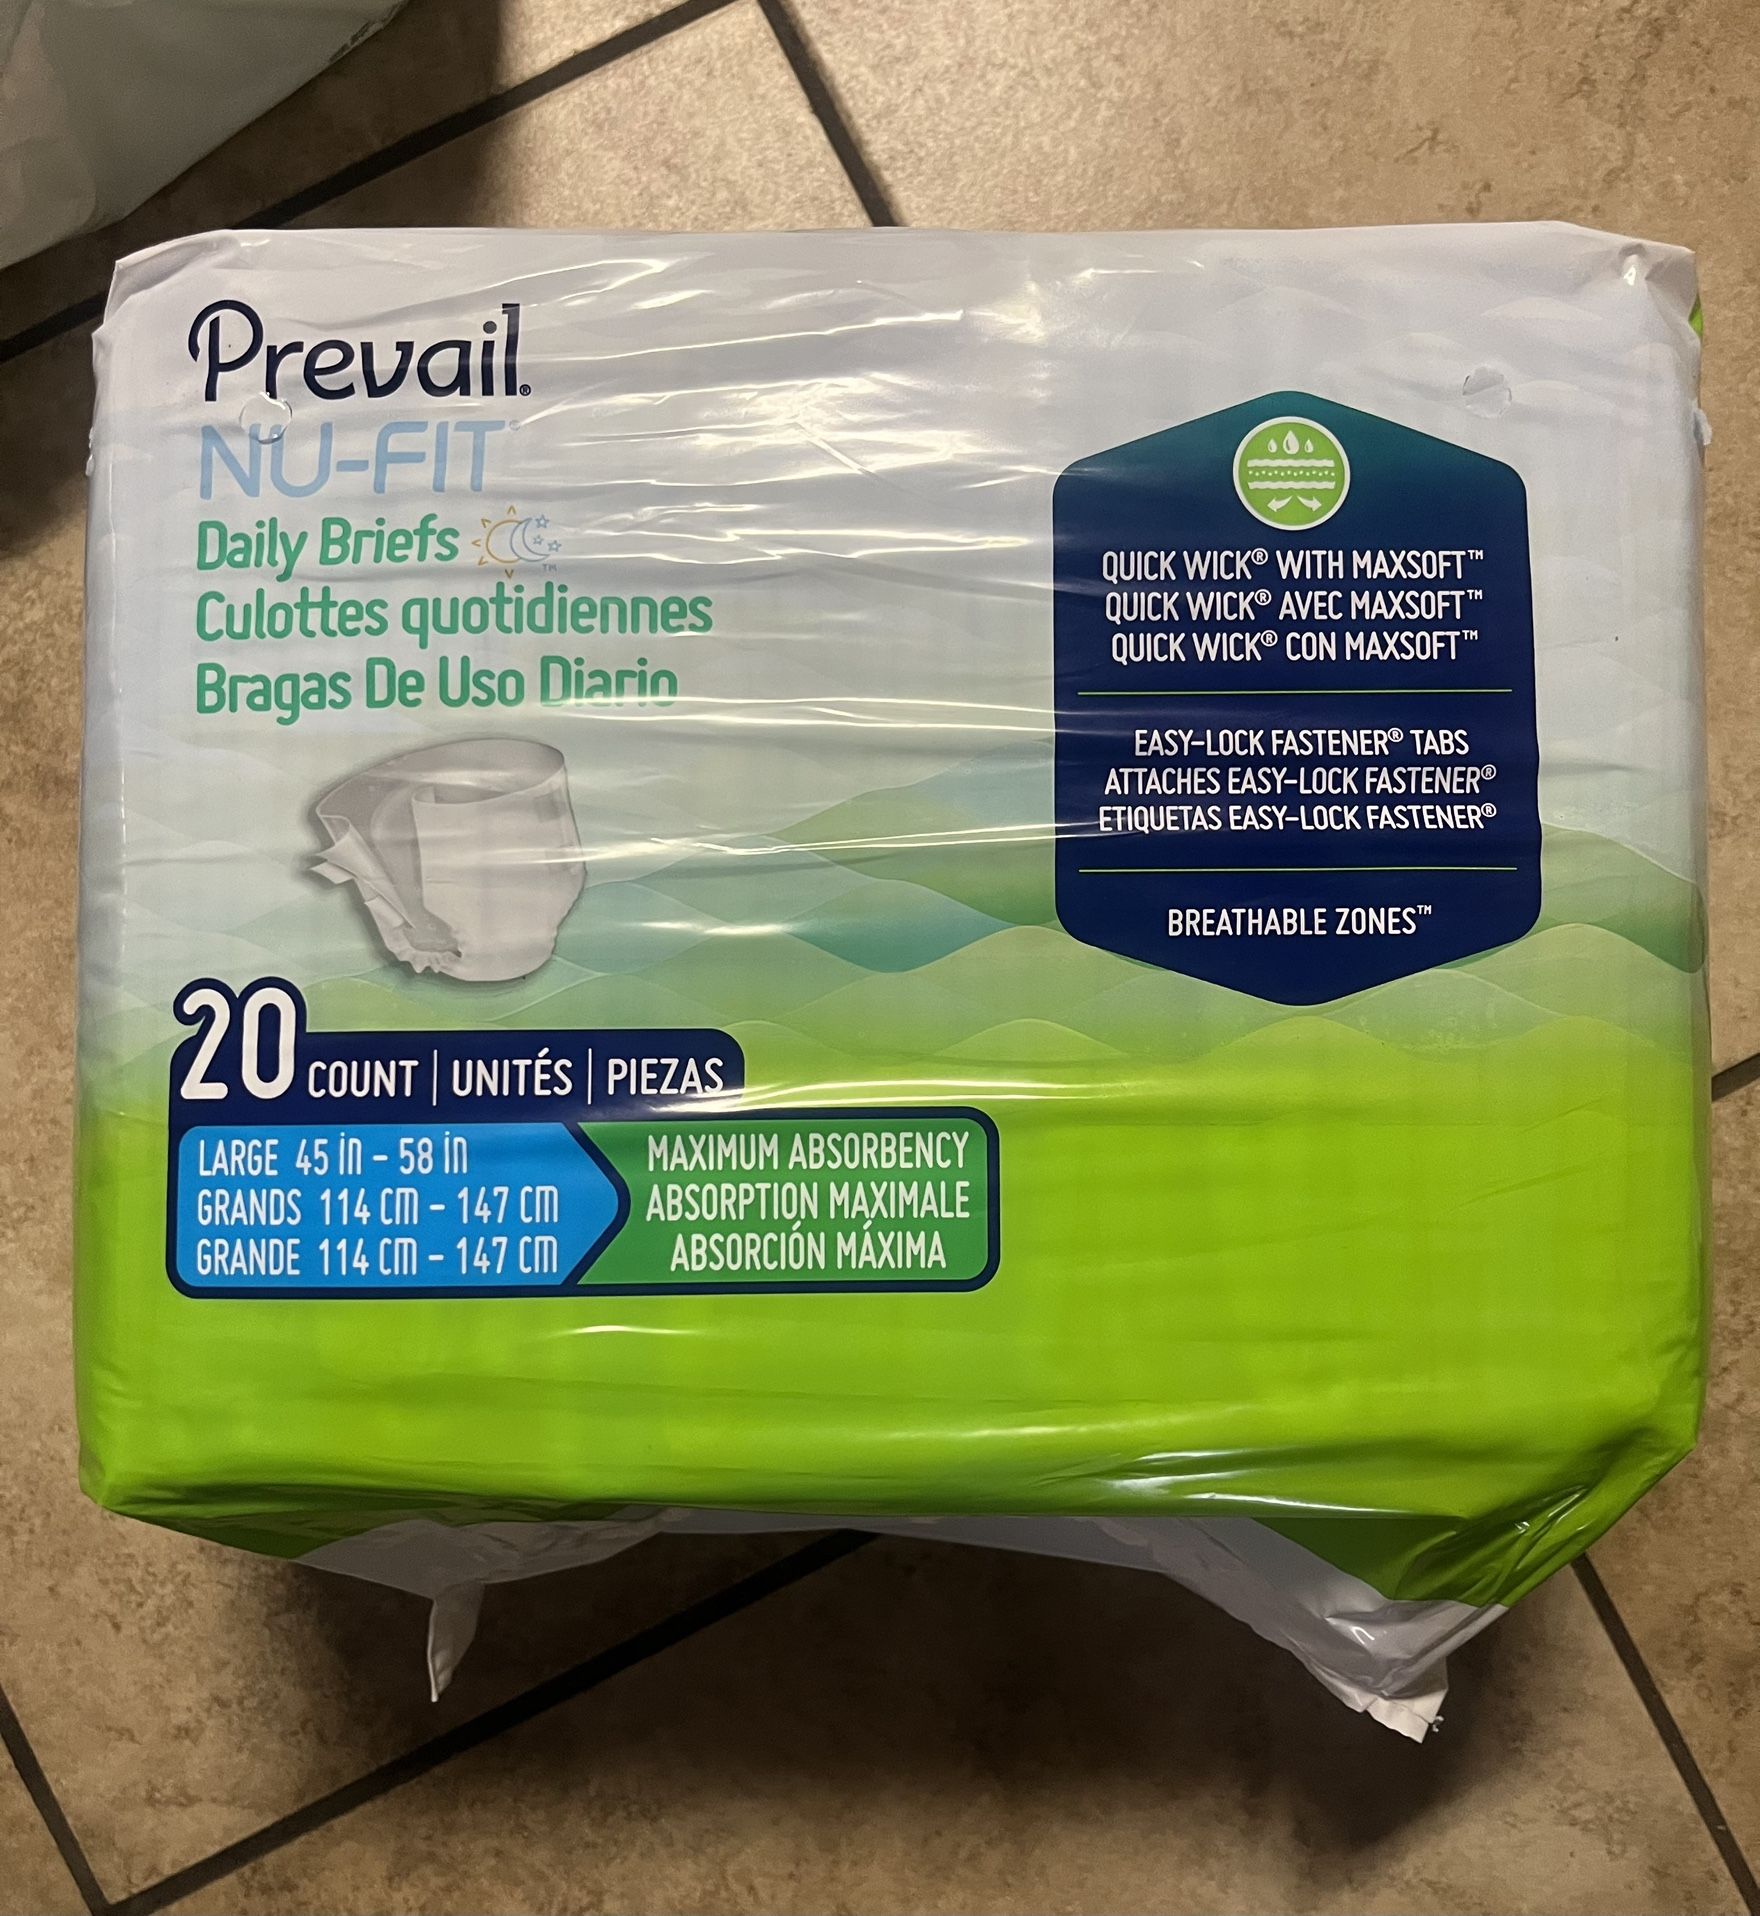 Prevail®
NU-FIT®
Daily Briefs ™
Culottes quotidiennes
Bragas De Uso Diario
20 COUNT | UNITÉS | PIEZAS
LARGE 45 in - 58 in
GRANDS 114 cm - 147 cm
GRANDE 114 cm - 147 cm
MAXIMUM ABSORBENCY
ABSORPTION MAXIMALE
ABSORCIÓN MÁXIMA
QUICK WICK® WITH MAXSOFT™
QUICK WICK® AVEC MAXSOFT™
QUICK WICK® CON MAXSOFT™
EASY-LOCK FASTENER® TABS
ATTACHES EASY-LOCK FASTENER®
ETIQUETAS EASY-LOCK FASTENER®
BREATHABLE ZONES™